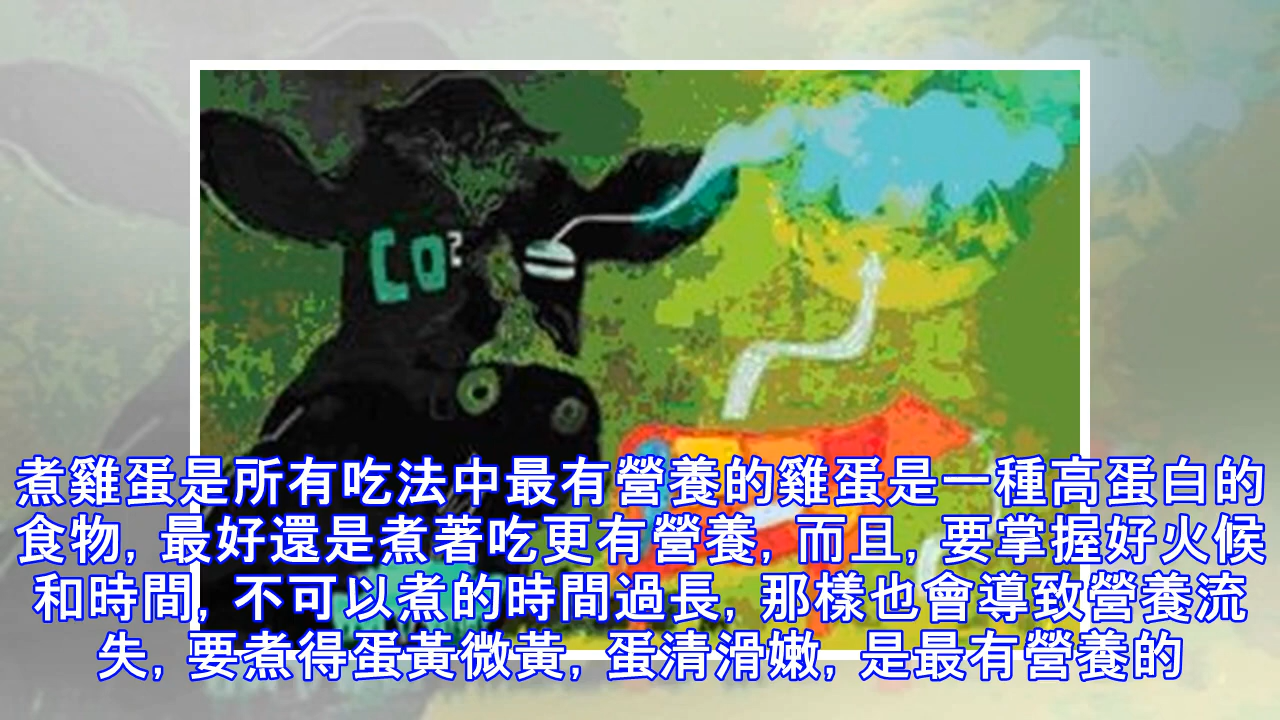 Co2
煮雞蛋是所有吃法中最有營養的雞蛋是一種高蛋白的
食物, 最好還是煮著吃更有營養, 而且, 要掌握好火候
和時間, 不可以煮的時間過長, 那樣也會導致營養流
失, 要煮得蛋黃微黃, 蛋清滑嫩, 是最有營養的